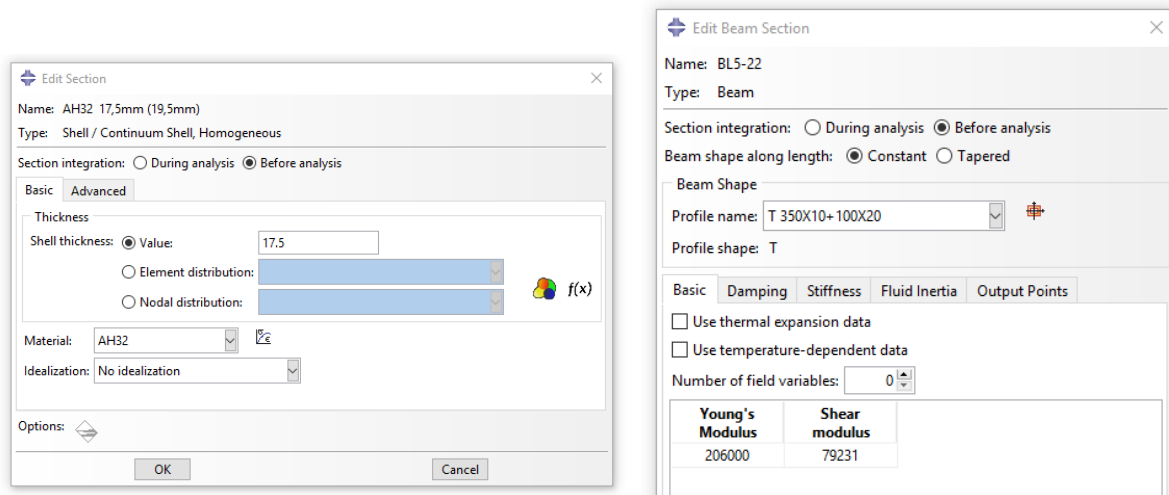 Edit Section
Name: AH32 17,5mm (19,5mm)
Type: Shell / Continuum Shell, Homogeneous
Section integration: During analysis Before analysis
Basic Advanced
Thickness
Shell thickness: Value: 17.5
Element distribution:
Nodal distribution:
f(x)
Material: AH32
σ/ε
Idealization: No idealization
Options:
OK Cancel
Edit Beam Section
Name: BL5-22
Type: Beam
Section integration: During analysis Before analysis
Beam shape along length: Constant Tapered
Beam Shape
Profile name: T 350X10+100X20
Profile shape: T
Basic Damping Stiffness Fluid Inertia Output Points
Use thermal expansion data
Use temperature-dependent data
Number of field variables: 0
Young's Shear
Modulus modulus
206000 79231